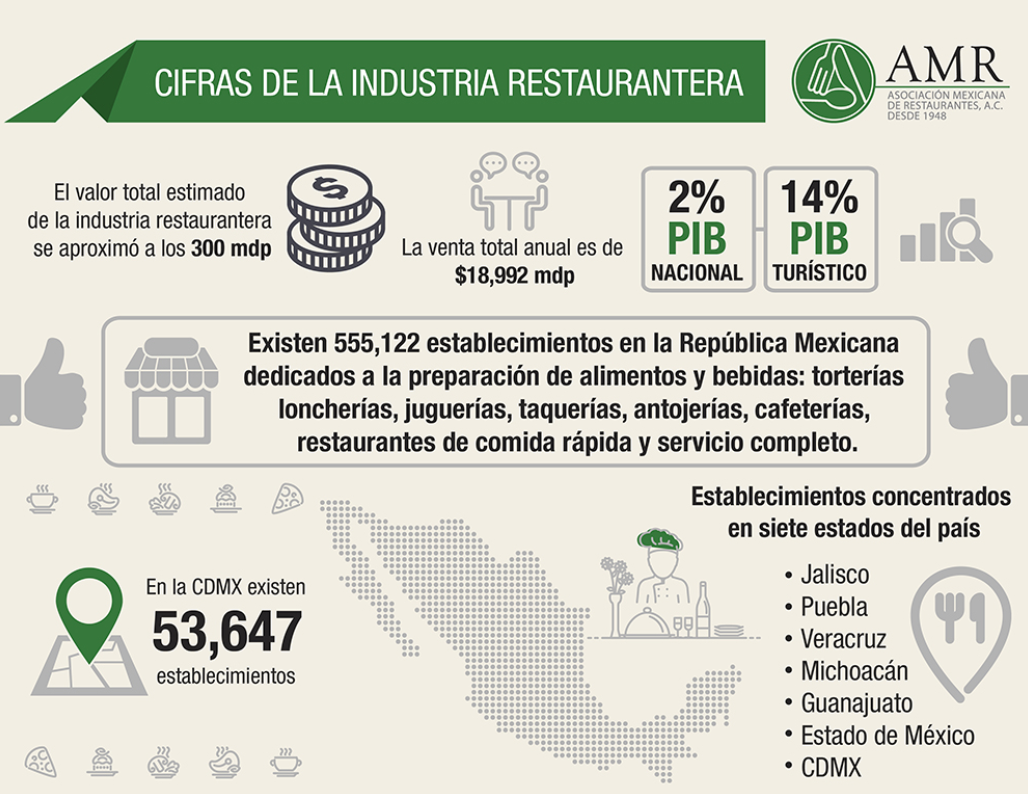 CIFRAS DE LA INDUSTRIA RESTAURANTERA
AMR
ASOCIACIÓN MEXICANA
DE RESTAURANTES, A.C.
DESDE 1948
El valor total estimado
de la industria restaurantera
se aproximó a los 300 mdp
$
La venta total anual es de
$18,992 mdp
2%
PIB
NACIONAL
14%
PIB
TURÍSTICO
Existen 555,122 establecimientos en la República Mexicana
dedicados a la preparación de alimentos y bebidas: torterías
loncherías, juguerías, taquerías, antojerías, cafeterías,
restaurantes de comida rápida y servicio completo.
En la CDMX existen
53,647
establecimientos
Establecimientos concentrados
en siete estados del país
• Jalisco
• Puebla
• Veracruz
• Michoacán
• Guanajuato
• Estado de México
• CDMX